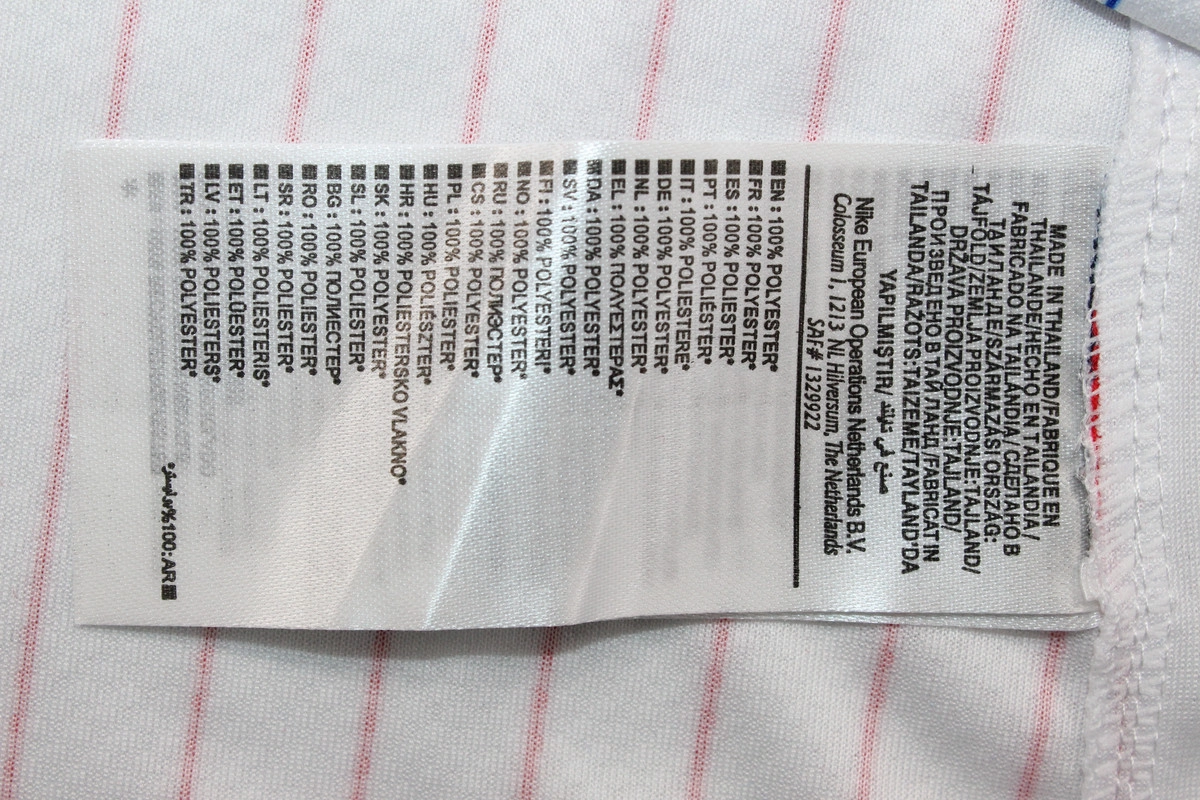 MADE IN THAILAND/FABRIQUE EN
THAILANDE/HECHO EN TAILANDIA/
FABRICADO NA TAILÂNDIA/ СДЕЛАНО В
ТАИЛАНДЕ/SZÁRMAZÁSI ORSZÁG:
TAJFÖLD/ZEMLJA PROIZVODNJE:TAJLAND/
DRŽAVA PROIZVODNJE:TAJLAND/
ПРОИЗВЕДЕНО В ТАЙЛАНД/FABRICAT IN
TAILANDA/RAŽOTS:TAIZEME/TAYLAND'DA
YAPILMIŞTIR/ صنع في تايلاند
Nike European Operations Netherlands B.V.
Colosseum 1, 1213 NL Hilversum, The Netherlands
SAF# 1329922
EN : 100% POLYESTER*
FR : 100% POLYESTER*
ES : 100% POLIÉSTER*
PT : 100% POLIÉSTER*
IT : 100% POLIESTERE*
DE : 100% POLYESTER*
NL : 100% POLYESTER*
EL : 100% ΠΟΛΥΕΣΤΕΡΑΣ*
DA : 100% POLYESTER*
SV : 100% POLYESTER*
FI : 100% POLYESTERI*
NO : 100% POLYESTER*
RU : 100% ПОЛИЭСТЕР*
CS : 100% POLYESTER*
PL : 100% POLIESTER*
HU : 100% POLIÉSZTER*
HR : 100% POLIESTERSKO VLAKNO*
SK : 100% POLYESTER*
SL : 100% POLIESTER*
BG : 100% ПОЛИЕСТЕР*
RO : 100% POLIESTER*
SR : 100% POLIESTER*
LT : 100% POLIESTERIS*
ET : 100% POLÜESTER*
LV : 100% POLIESTERS*
TR : 100% POLYESTER*
AR : 100% بوليستر*